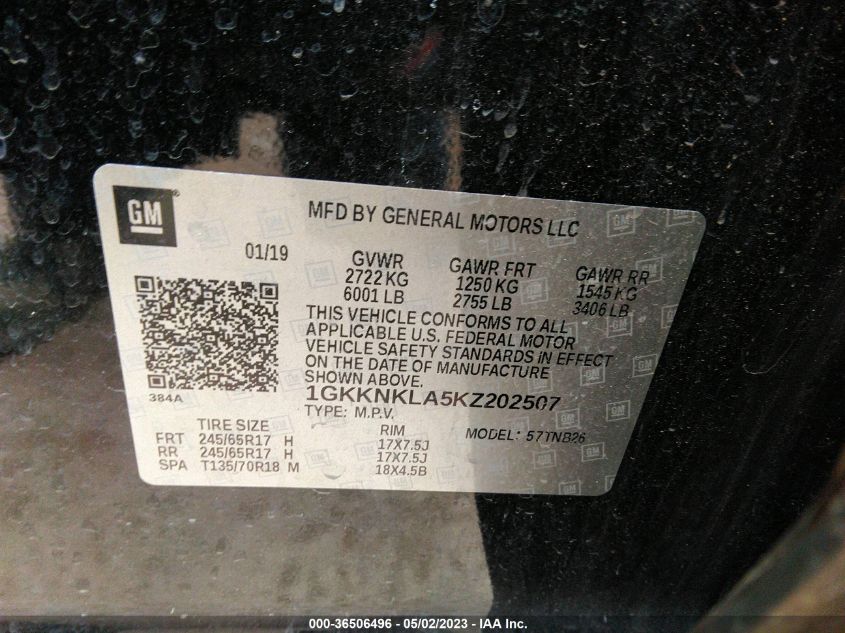 GM ®
MFD BY GENERAL MOTORS LLC
01/19
GVWR GAWR FRT GAWR RR
2722 KG 1250 KG 1545 KG
6001 LB 2755 LB 3406 LB
THIS VEHICLE CONFORMS TO ALL
APPLICABLE U.S. FEDERAL MOTOR
VEHICLE SAFETY STANDARDS IN EFFECT
ON THE DATE OF MANUFACTURE
SHOWN ABOVE.
384A
1GKKNKLA5KZ202507
TYPE: M.P.V.
MODEL: 57TNB26
TIRE SIZE RIM
FRT 245/65R17 H 17X7.5J
RR 245/65R17 H 17X7.5J
SPA T135/70R18 M 18X4.5B
000-36506496 - 05/02/2023 - IAA Inc.